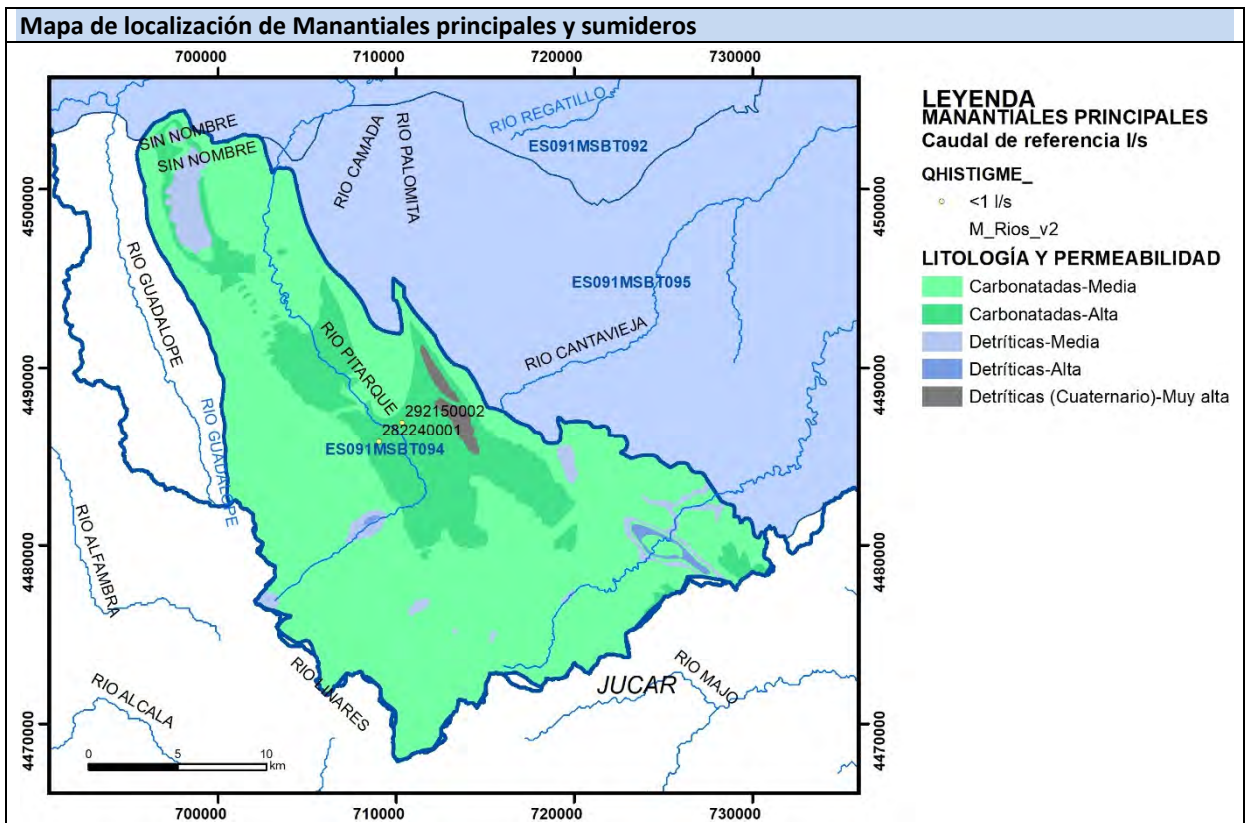 Mapa de localización de Manantiales principales y sumideros
700000 710000 720000 730000
4500000
4490000
4480000
4470000
SIN NOMBRE
SIN NOMBRE
RIO CAMADA
RIO PALOMITA
RIO REGATILLO
ES091MSBT092
ES091MSBT095
RIO GUADALOPE
RIO GUADALOPE
RIO PITARQUE
RIO CANTAVIEJA
292150002
282240001
ES091MSBT094
RIO ALFAMBRA
RIO ALCALA
RIO LINARES
JUCAR
RIO MAJO
0 5 10
km
4500000
4490000
4480000
4470000
700000 710000 720000 730000
LEYENDA
MANANTIALES PRINCIPALES
Caudal de referencia l/s
QHISTIGME_
<1 l/s
M_Rios_v2
LITOLOGÍA Y PERMEABILIDAD
Carbonatadas-Media
Carbonatadas-Alta
Detríticas-Media
Detríticas-Alta
Detríticas (Cuaternario)-Muy alta